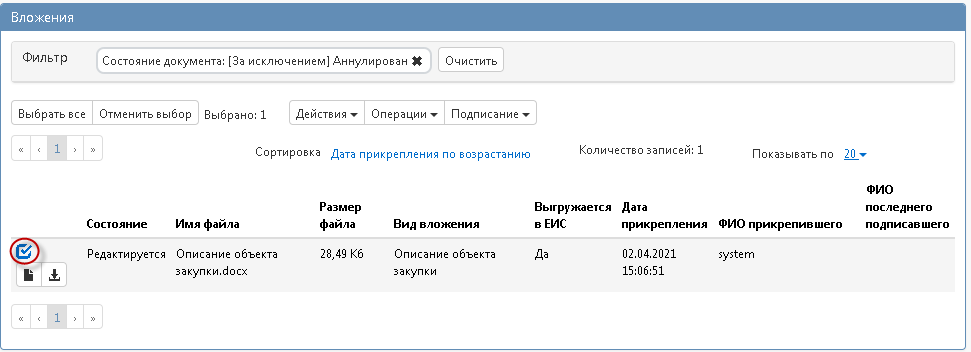 Вложения
Фильтр
Состояние документа: [За исключением] Аннулирован ✖ Очистить
Выбрать все Отменить выбор Выбрано: 1 Действия Операции Подписание
« ‹ 1 › » Сортировка Дата прикрепления по возрастанию Количество записей: 1 Показывать по 20
Состояние Имя файла Размер файла Вид вложения Выгружается в ЕИС Дата прикрепления ФИО прикрепившего ФИО последнего подписавшего
Редактируется Описание объекта закупки.docx 28,49 Кб Описание объекта закупки Да 02.04.2021 15:06:51 system
« ‹ 1 › »